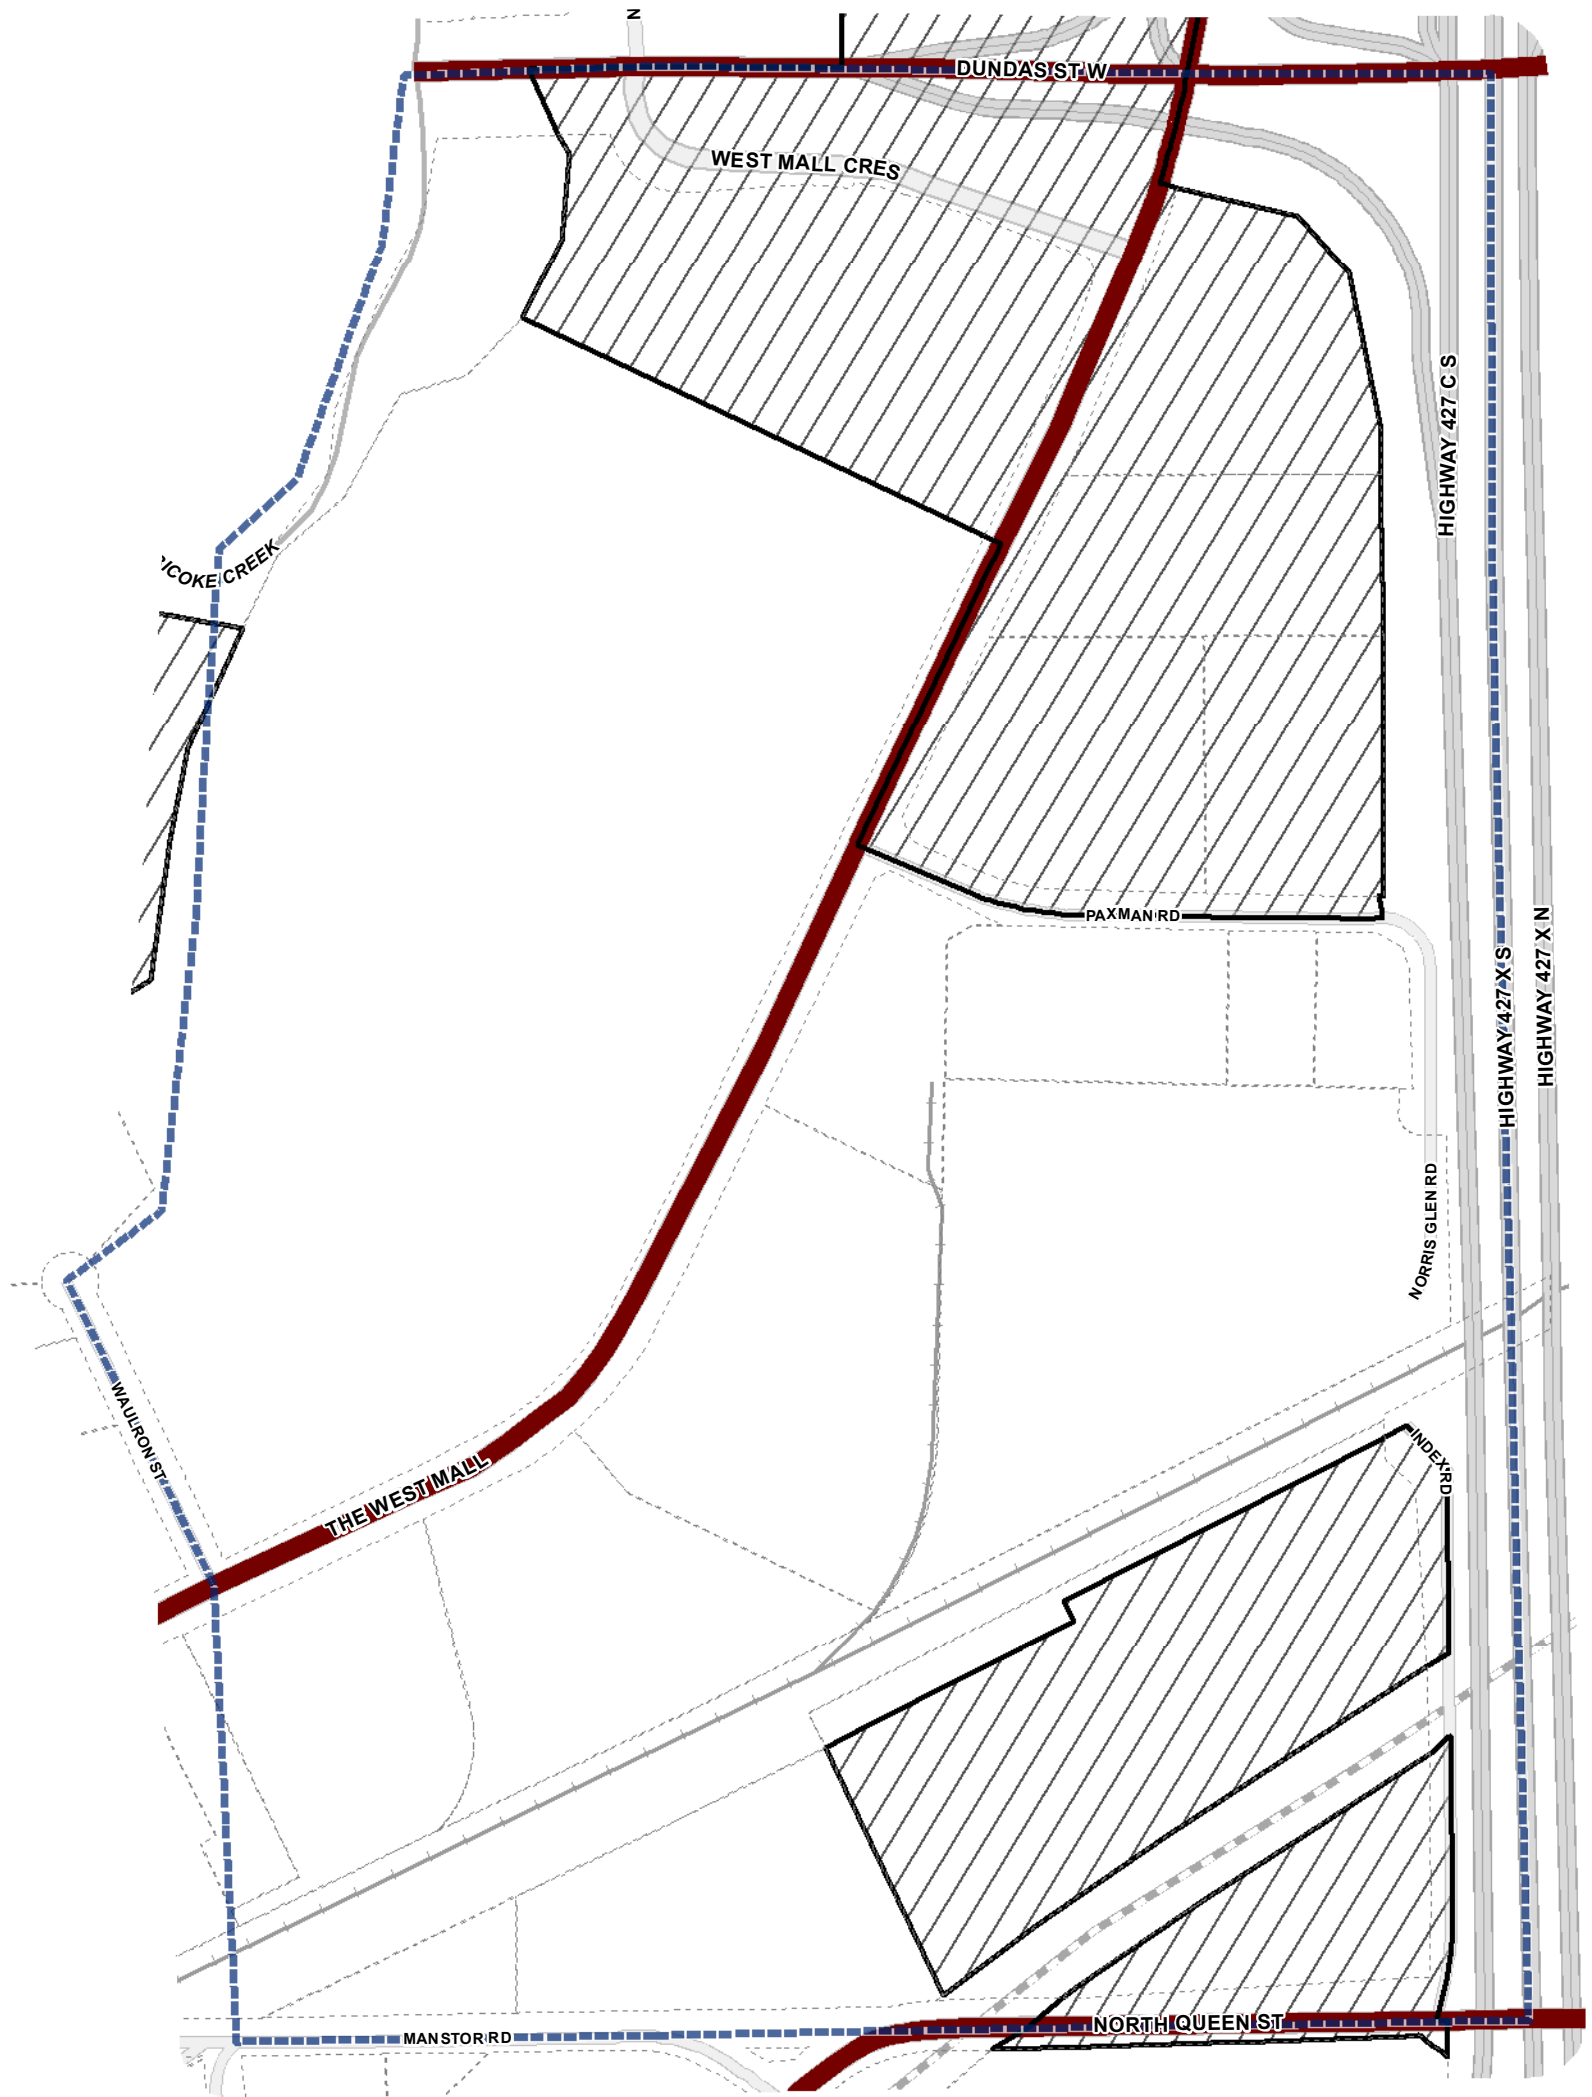 N
DUNDAS ST W
WEST MALL CRES
HIGHWAY 427 C S
ICOKE CREEK
PAXMAN RD
HIGHWAY 427 X S
HIGHWAY 427 X N
NORRIS GLEN RD
WAULRON ST
THE WEST MALL
INDEX RD
NORTH QUEEN ST
MANSTOR RD